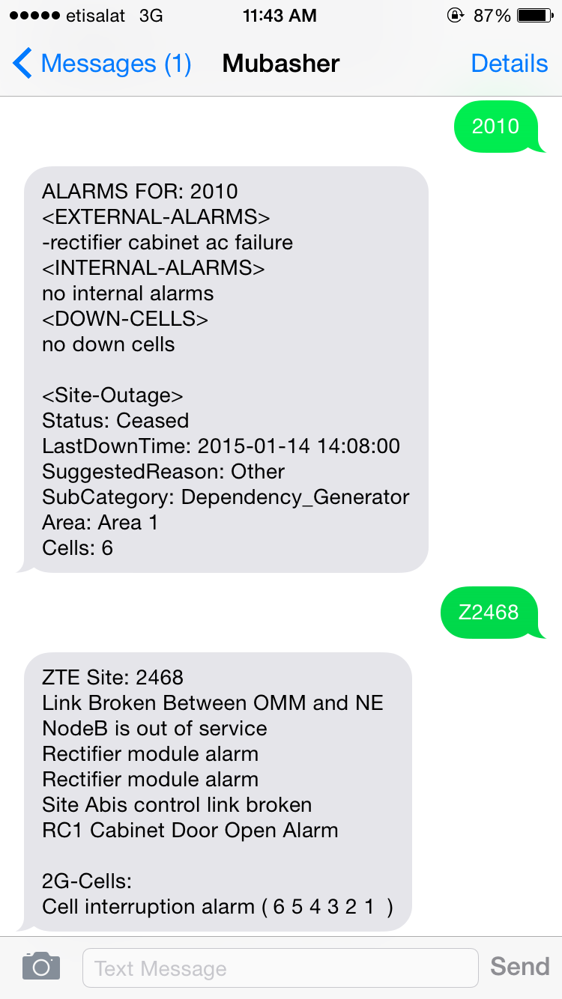 etisalat 3G 11:43 AM 87%
Messages (1) Mubasher Details
2010
ALARMS FOR: 2010
<EXTERNAL-ALARMS>
-rectifier cabinet ac failure
<INTERNAL-ALARMS>
no internal alarms
<DOWN-CELLS>
no down cells
<Site-Outage>
Status: Ceased
LastDownTime: 2015-01-14 14:08:00
SuggestedReason: Other
SubCategory: Dependency_Generator
Area: Area 1
Cells: 6
Z2468
ZTE Site: 2468
Link Broken Between OMM and NE
NodeB is out of service
Rectifier module alarm
Rectifier module alarm
Site Abis control link broken
RC1 Cabinet Door Open Alarm
2G-Cells:
Cell interruption alarm ( 6 5 4 3 2 1  )
Text Message Send